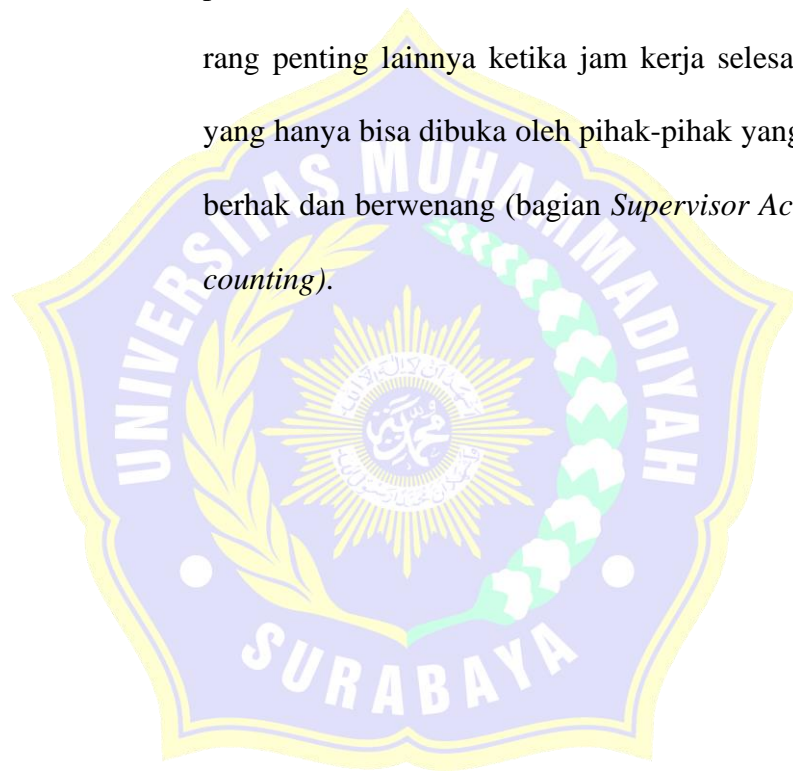 rang penting lainnya ketika jam kerja selesa
yang hanya bisa dibuka oleh pihak-pihak yang
berhak dan berwenang (bagian Supervisor Ac
counting).
UNIVERSITAS MUHAMMADIYAH
SURABAYA